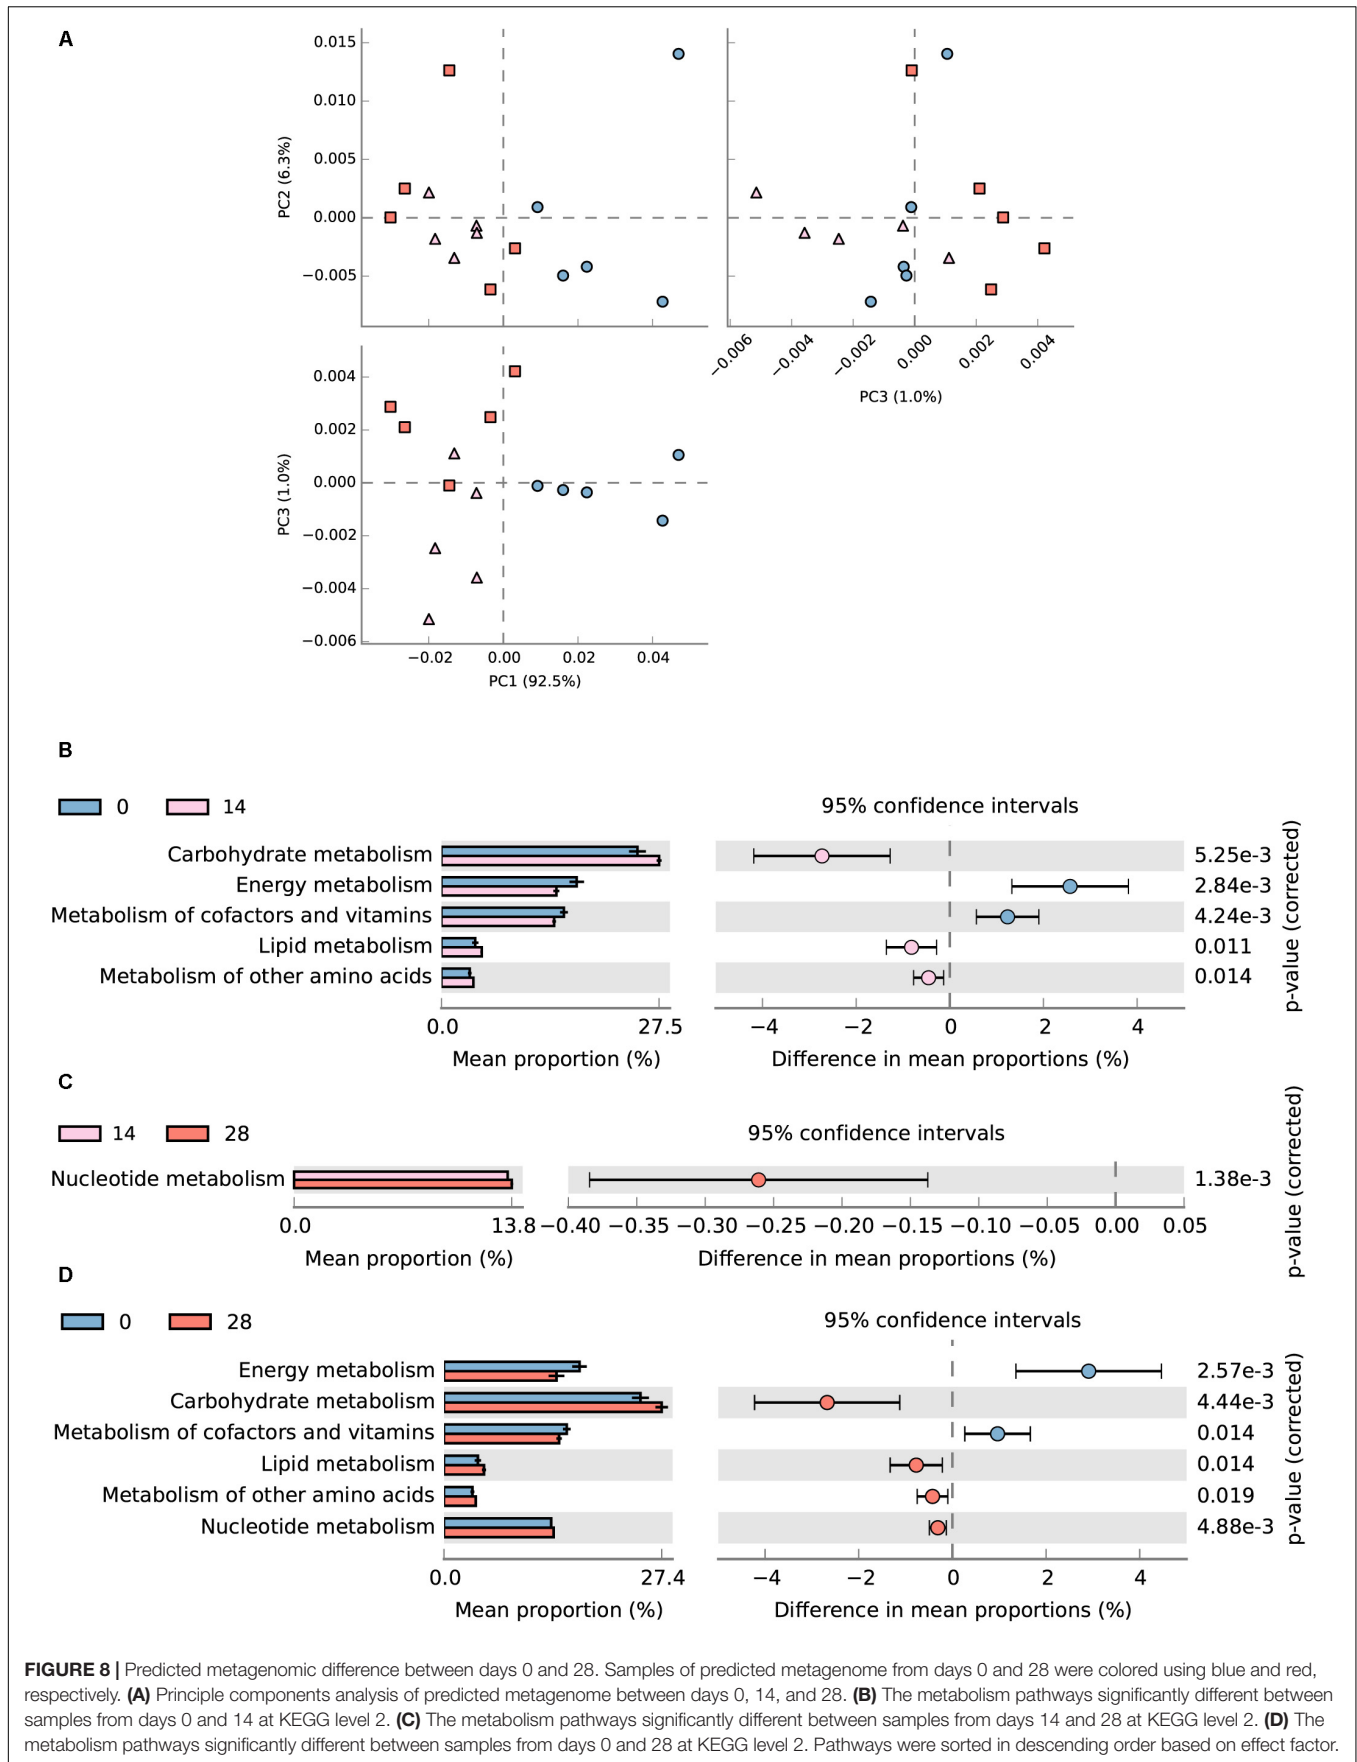 A
0.015
0.010
0.005
0.000
−0.005
PC2 (6.3%)
−0.006
−0.004
−0.002
0.000
0.002
0.004
PC3 (1.0%)
0.004
0.002
0.000
−0.002
−0.004
−0.006
PC3 (1.0%)
−0.02 0.00 0.02 0.04
PC1 (92.5%)
B
0 14
95% confidence intervals
Carbohydrate metabolism 5.25e-3
Energy metabolism 2.84e-3
Metabolism of cofactors and vitamins 4.24e-3
Lipid metabolism 0.011
Metabolism of other amino acids 0.014
p-value (corrected)
0.0 27.5 −4 −2 0 2 4
Mean proportion (%) Difference in mean proportions (%)
C
14 28
95% confidence intervals
Nucleotide metabolism 1.38e-3
p-value (corrected)
0.0 13.8 −0.40 −0.35 −0.30 −0.25 −0.20 −0.15 −0.10 −0.05 0.00 0.05
Mean proportion (%) Difference in mean proportions (%)
D
0 28
95% confidence intervals
Energy metabolism 2.57e-3
Carbohydrate metabolism 4.44e-3
Metabolism of cofactors and vitamins 0.014
Lipid metabolism 0.014
Metabolism of other amino acids 0.019
Nucleotide metabolism 4.88e-3
p-value (corrected)
0.0 27.4 −4 −2 0 2 4
Mean proportion (%) Difference in mean proportions (%)
FIGURE 8 | Predicted metagenomic difference between days 0 and 28. Samples of predicted metagenome from days 0 and 28 were colored using blue and red,
respectively. (A) Principle components analysis of predicted metagenome between days 0, 14, and 28. (B) The metabolism pathways significantly different between
samples from days 0 and 14 at KEGG level 2. (C) The metabolism pathways significantly different between samples from days 14 and 28 at KEGG level 2. (D) The
metabolism pathways significantly different between samples from days 0 and 28 at KEGG level 2. Pathways were sorted in descending order based on effect factor.